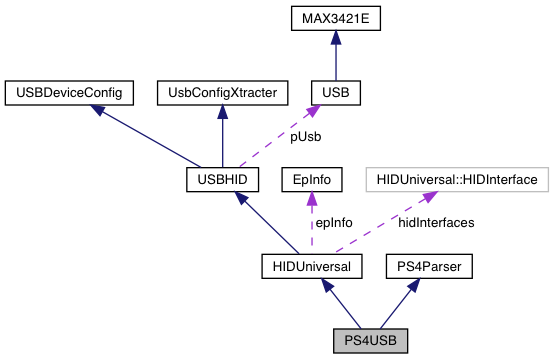 MAX3421E
USBDeviceConfig
UsbConfigXtracter
USB
pUsb
USBHID
EpInfo
HIDUniversal::HIDInterface
epInfo
hidInterfaces
HIDUniversal
PS4Parser
PS4USB